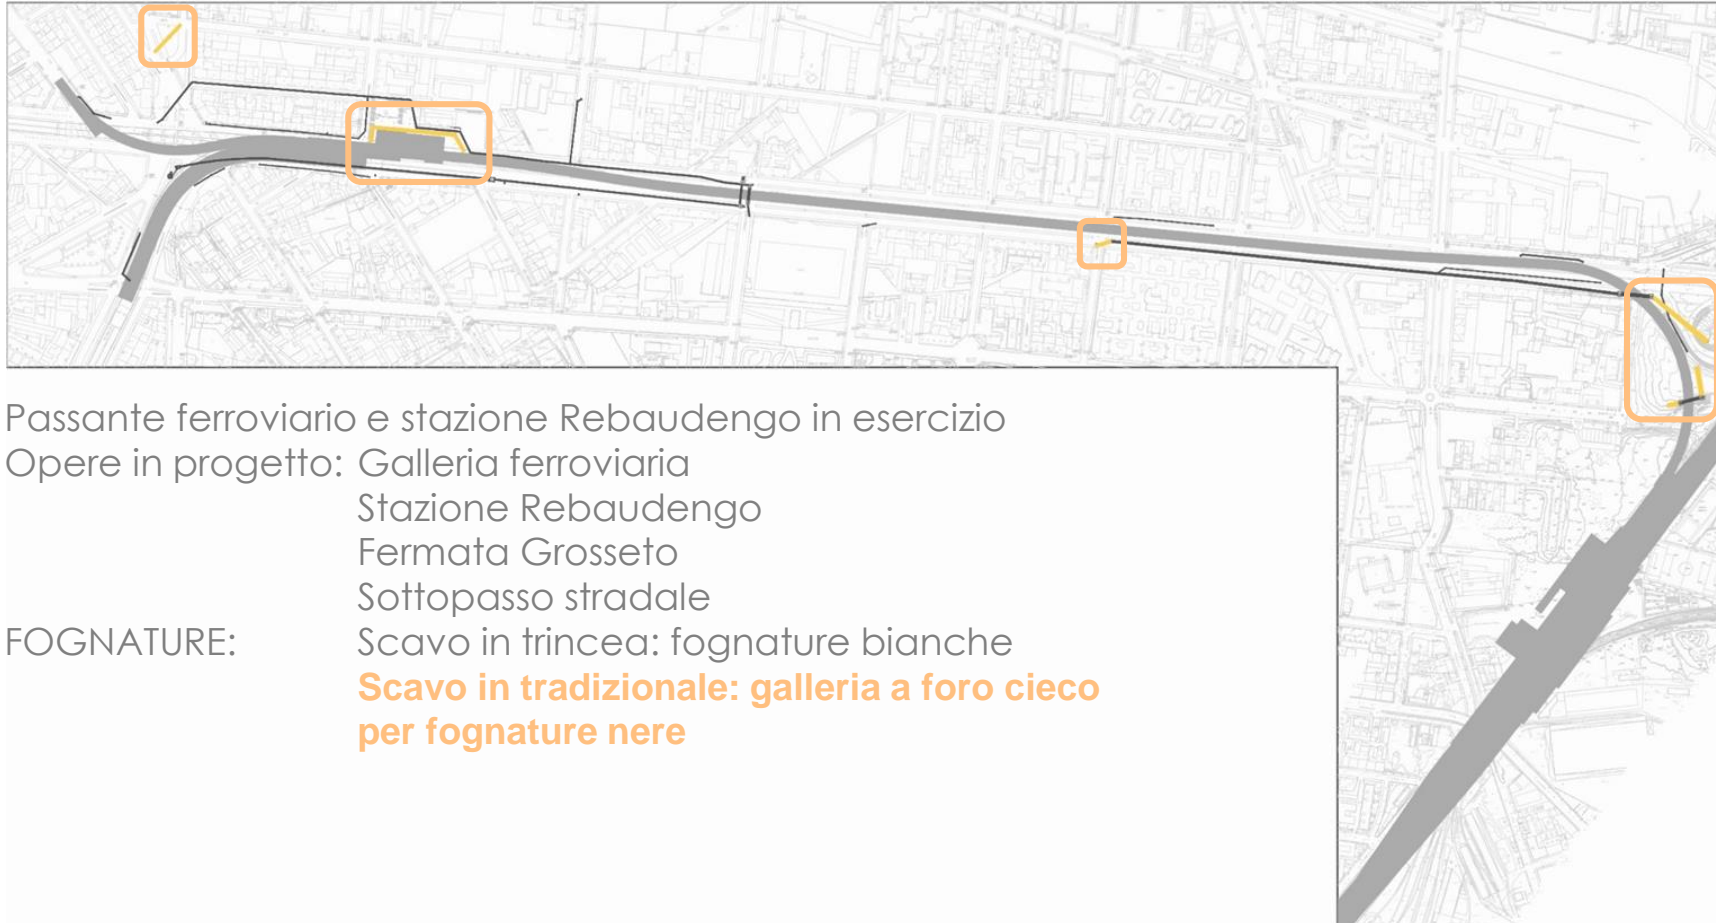 Passante ferroviario e stazione Rebaudengo in esercizio
Opere in progetto: Galleria ferroviaria
Stazione Rebaudengo
Fermata Grosseto
Sottopasso stradale
FOGNATURE: Scavo in trincea: fognature bianche
Scavo in tradizionale: galleria a foro cieco
per fognature nere